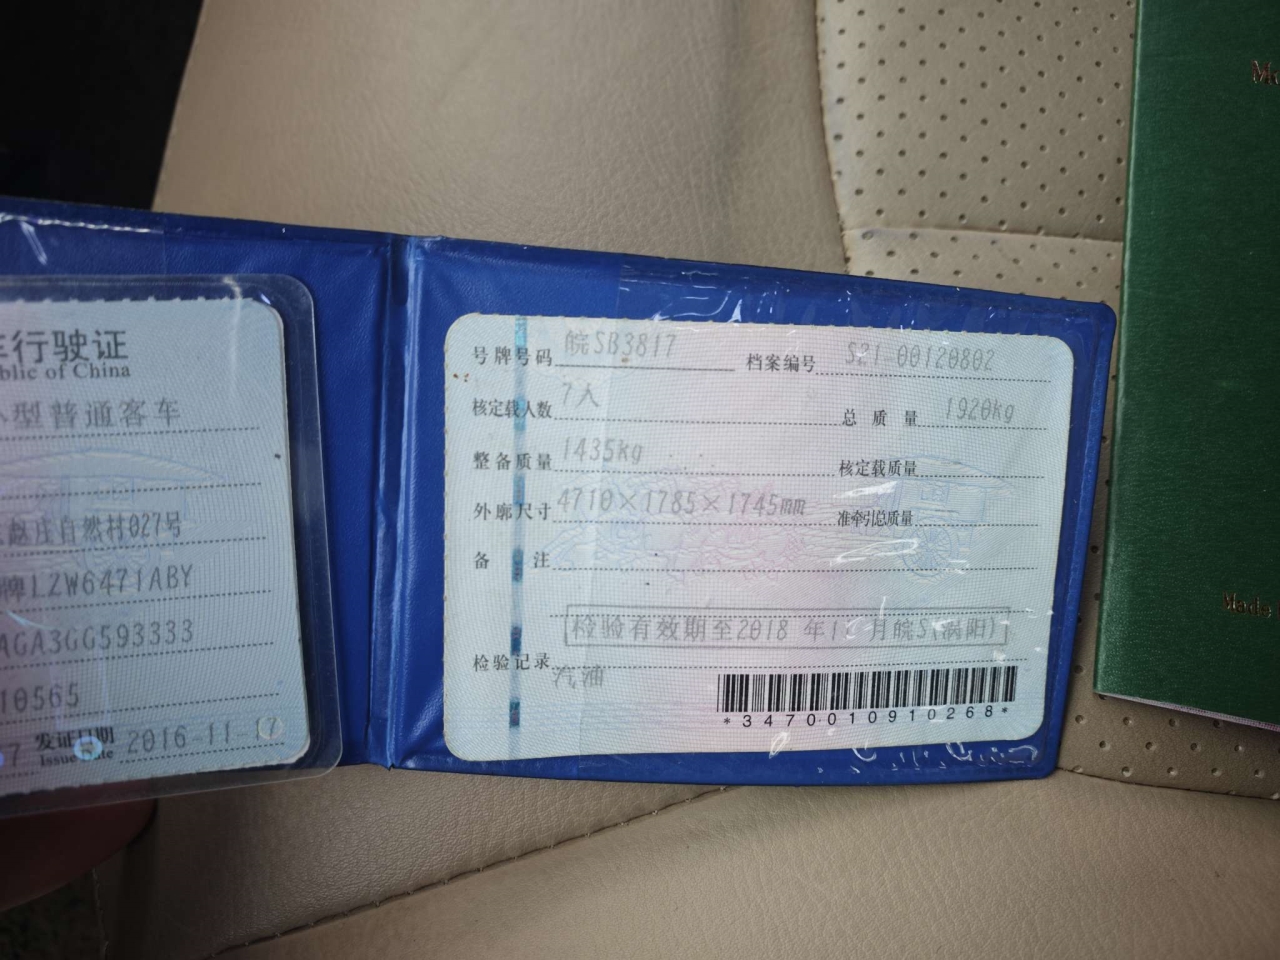 行驶证
blic of China
小型普通客车
赵庄自然村027号
牌LZW6471ABY
AGA3GG593333
10565
7 发证日期 2016-11-17
Issue Date
号牌号码 皖SB3817 档案编号 S21-00120802
核定载人数 7人 总质量 1920kg
整备质量 1435kg 核定载质量
外廓尺寸 4710×1785×1745mm 准牵引总质量
备注
检验有效期至2018年11月皖S(涡阳)
检验记录
汽油
*3470010910268*
Made